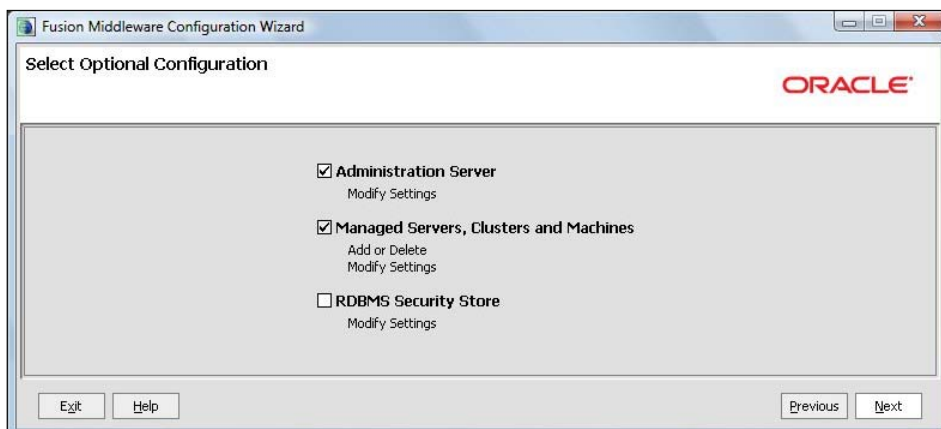 Fusion Middleware Configuration Wizard
Select Optional Configuration
ORACLE
Administration Server
Modify Settings
Managed Servers, Clusters and Machines
Add or Delete
Modify Settings
RDBMS Security Store
Modify Settings
Exit
Help
Previous
Next